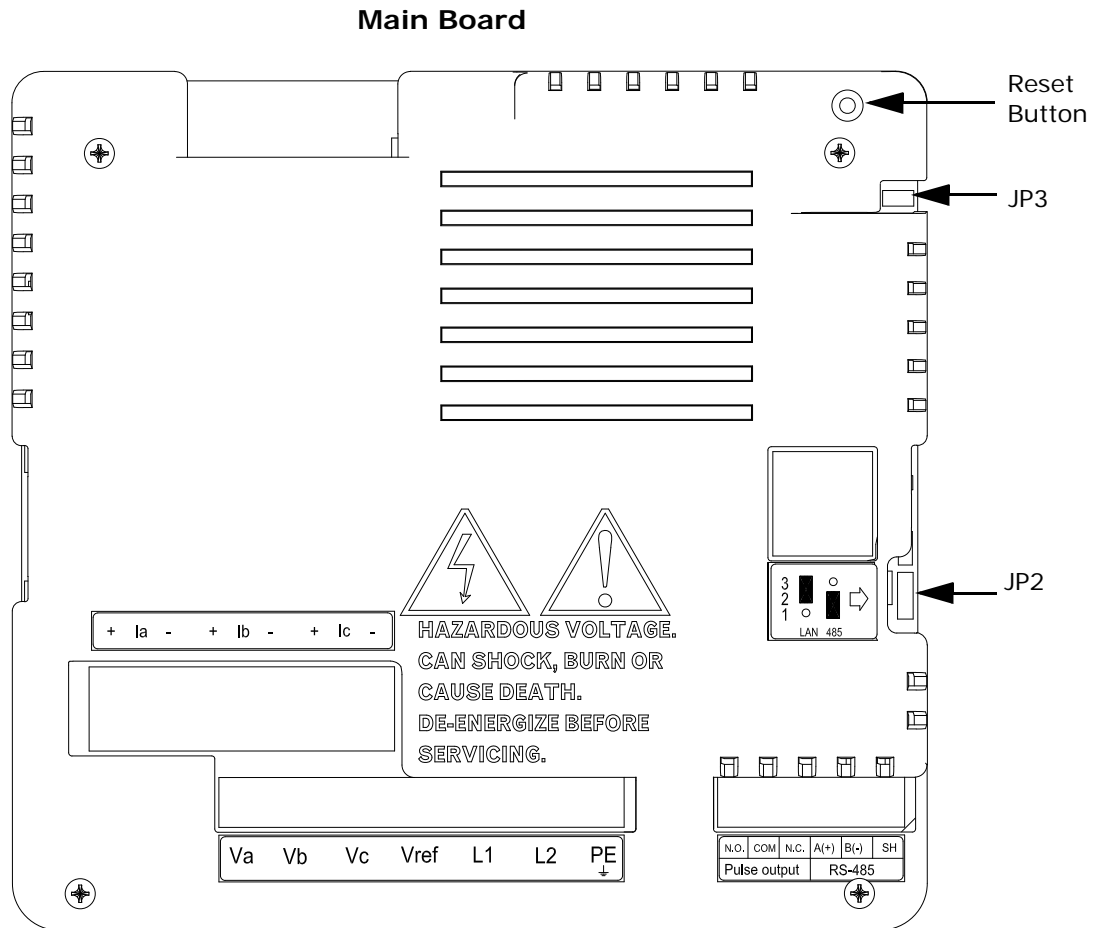 Main Board
Reset
Button
JP3
JP2
3
2
1
LAN 485
+ Ia - + Ib - + Ic -
HAZARDOUS VOLTAGE.
CAN SHOCK, BURN OR
CAUSE DEATH.
DE-ENERGIZE BEFORE
SERVICING.
Va Vb Vc Vref L1 L2 PE
N.O. COM N.C. A(+) B(-) SH
Pulse output RS-485